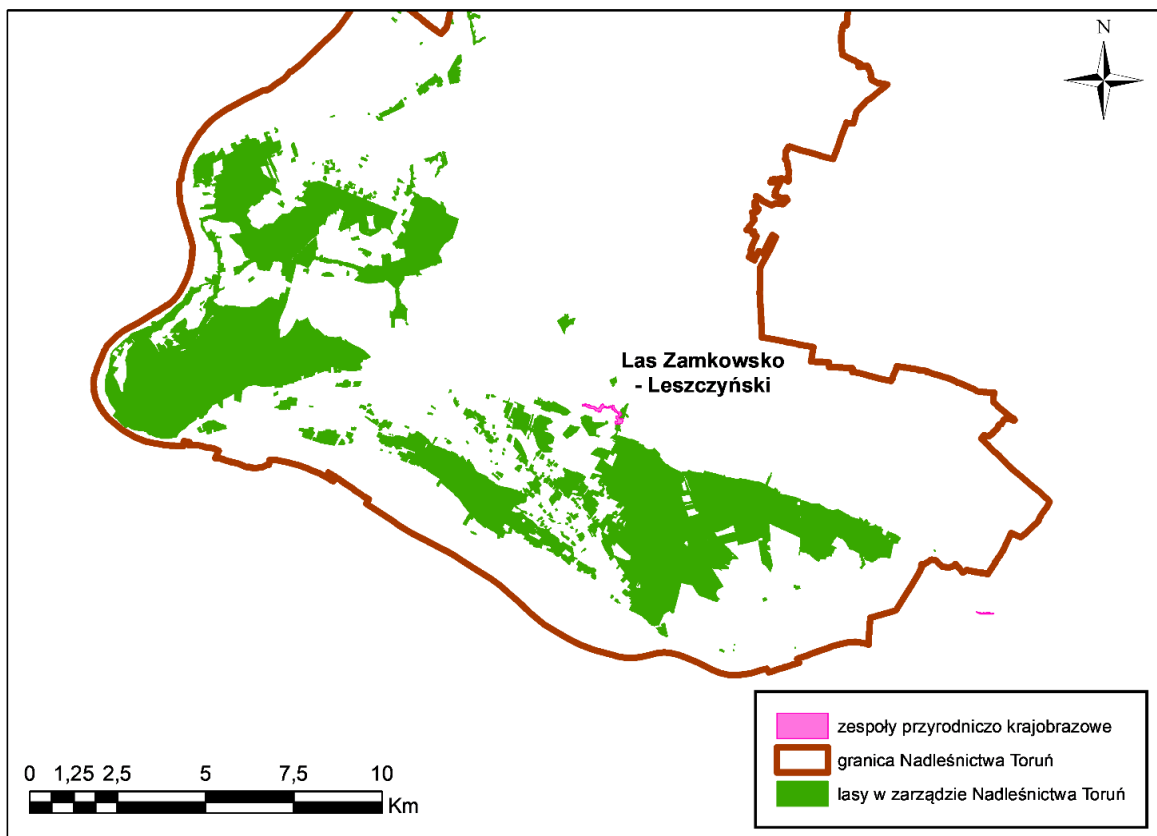 N
Las Zamkowsko
- Leszczyński
zespoły przyrodniczo krajobrazowe
granica Nadleśnictwa Toruń
lasy w zarządzie Nadleśnictwa Toruń
0 1,25 2,5 5 7,5 10
Km